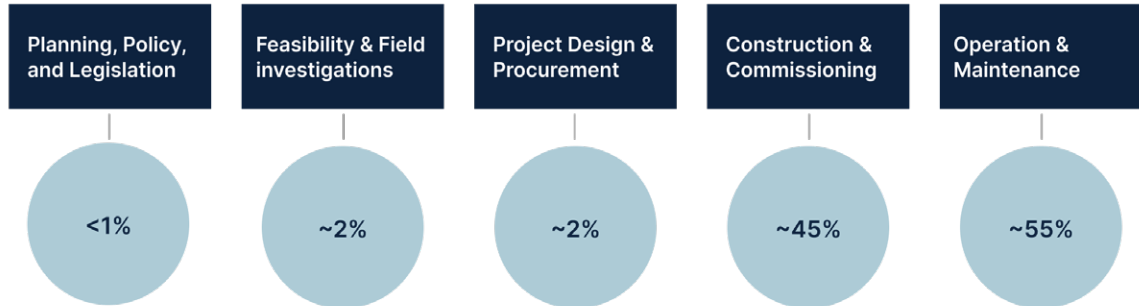 Planning, Policy,
and Legislation
Feasibility & Field
investigations
Project Design &
Procurement
Construction &
Commissioning
Operation &
Maintenance
<1%
~2%
~2%
~45%
~55%